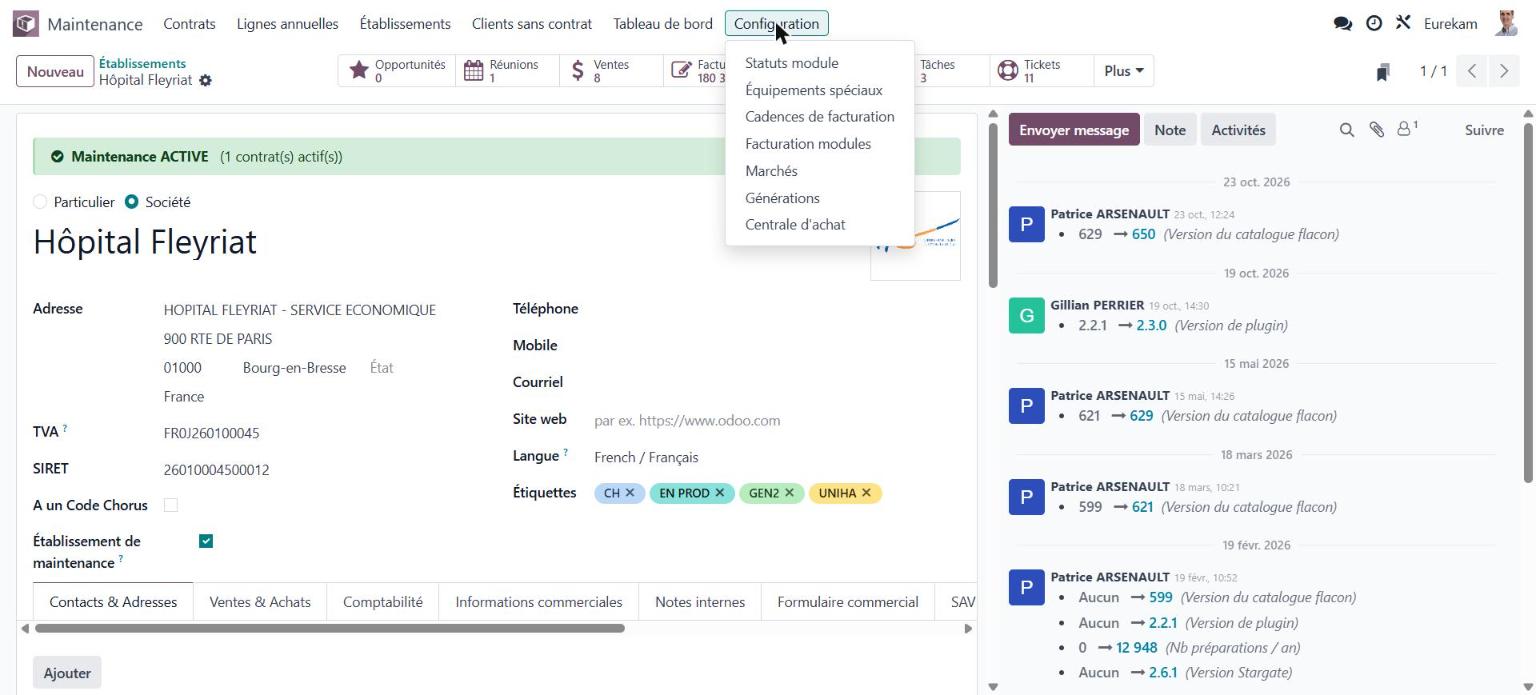 Maintenance Contrats Lignes annuelles Établissements Clients sans contrat Tableau de bord Configuration Eurekam
Nouveau
Établissements
Hôpital Fleyriat
Opportunités
0
Réunions
1
Ventes
8
Factu
180 3
Tâches
3
Tickets
11
Plus
1 / 1
Statuts module
Équipements spéciaux
Cadences de facturation
Facturation modules
Marchés
Générations
Centrale d'achat
Maintenance ACTIVE (1 contrat(s) actif(s))
Particulier Société
Hôpital Fleyriat
Adresse
HOPITAL FLEYRIAT - SERVICE ECONOMIQUE
900 RTE DE PARIS
01000 Bourg-en-Bresse État
France
TVA ? FR0J260100045
SIRET 26010004500012
A un Code Chorus
Établissement de
maintenance ?
Téléphone
Mobile
Courriel
Site web par ex. https://www.odoo.com
Langue ? French / Français
Étiquettes CH × EN PROD × GEN2 × UNIHA ×
Contacts & Adresses Ventes & Achats Comptabilité Informations commerciales Notes internes Formulaire commercial SAV
Ajouter
Envoyer message Note Activités 1 Suivre
23 oct. 2026
P
Patrice ARSENAULT 23 oct., 12:24
• 629 → 650 (Version du catalogue flacon)
19 oct. 2026
G
Gillian PERRIER 19 oct., 14:30
• 2.2.1 → 2.3.0 (Version de plugin)
15 mai 2026
P
Patrice ARSENAULT 15 mai, 14:26
• 621 → 629 (Version du catalogue flacon)
18 mars 2026
P
Patrice ARSENAULT 18 mars, 10:21
• 599 → 621 (Version du catalogue flacon)
19 févr. 2026
P
Patrice ARSENAULT 19 févr., 10:52
• Aucun → 599 (Version du catalogue flacon)
• Aucun → 2.2.1 (Version de plugin)
• 0 → 12 948 (Nb préparations / an)
• Aucun → 2.6.1 (Version Stargate)